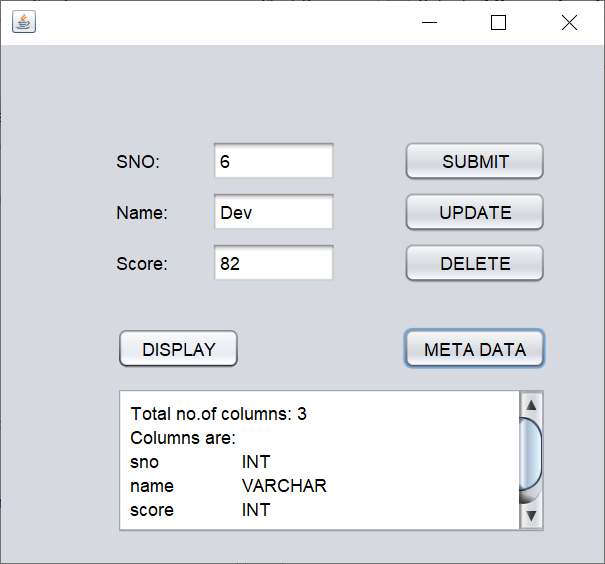 SNO: 6 SUBMIT
Name: Dev UPDATE
Score: 82 DELETE
DISPLAY META DATA
Total no.of columns: 3
Columns are:
sno INT
name VARCHAR
score INT